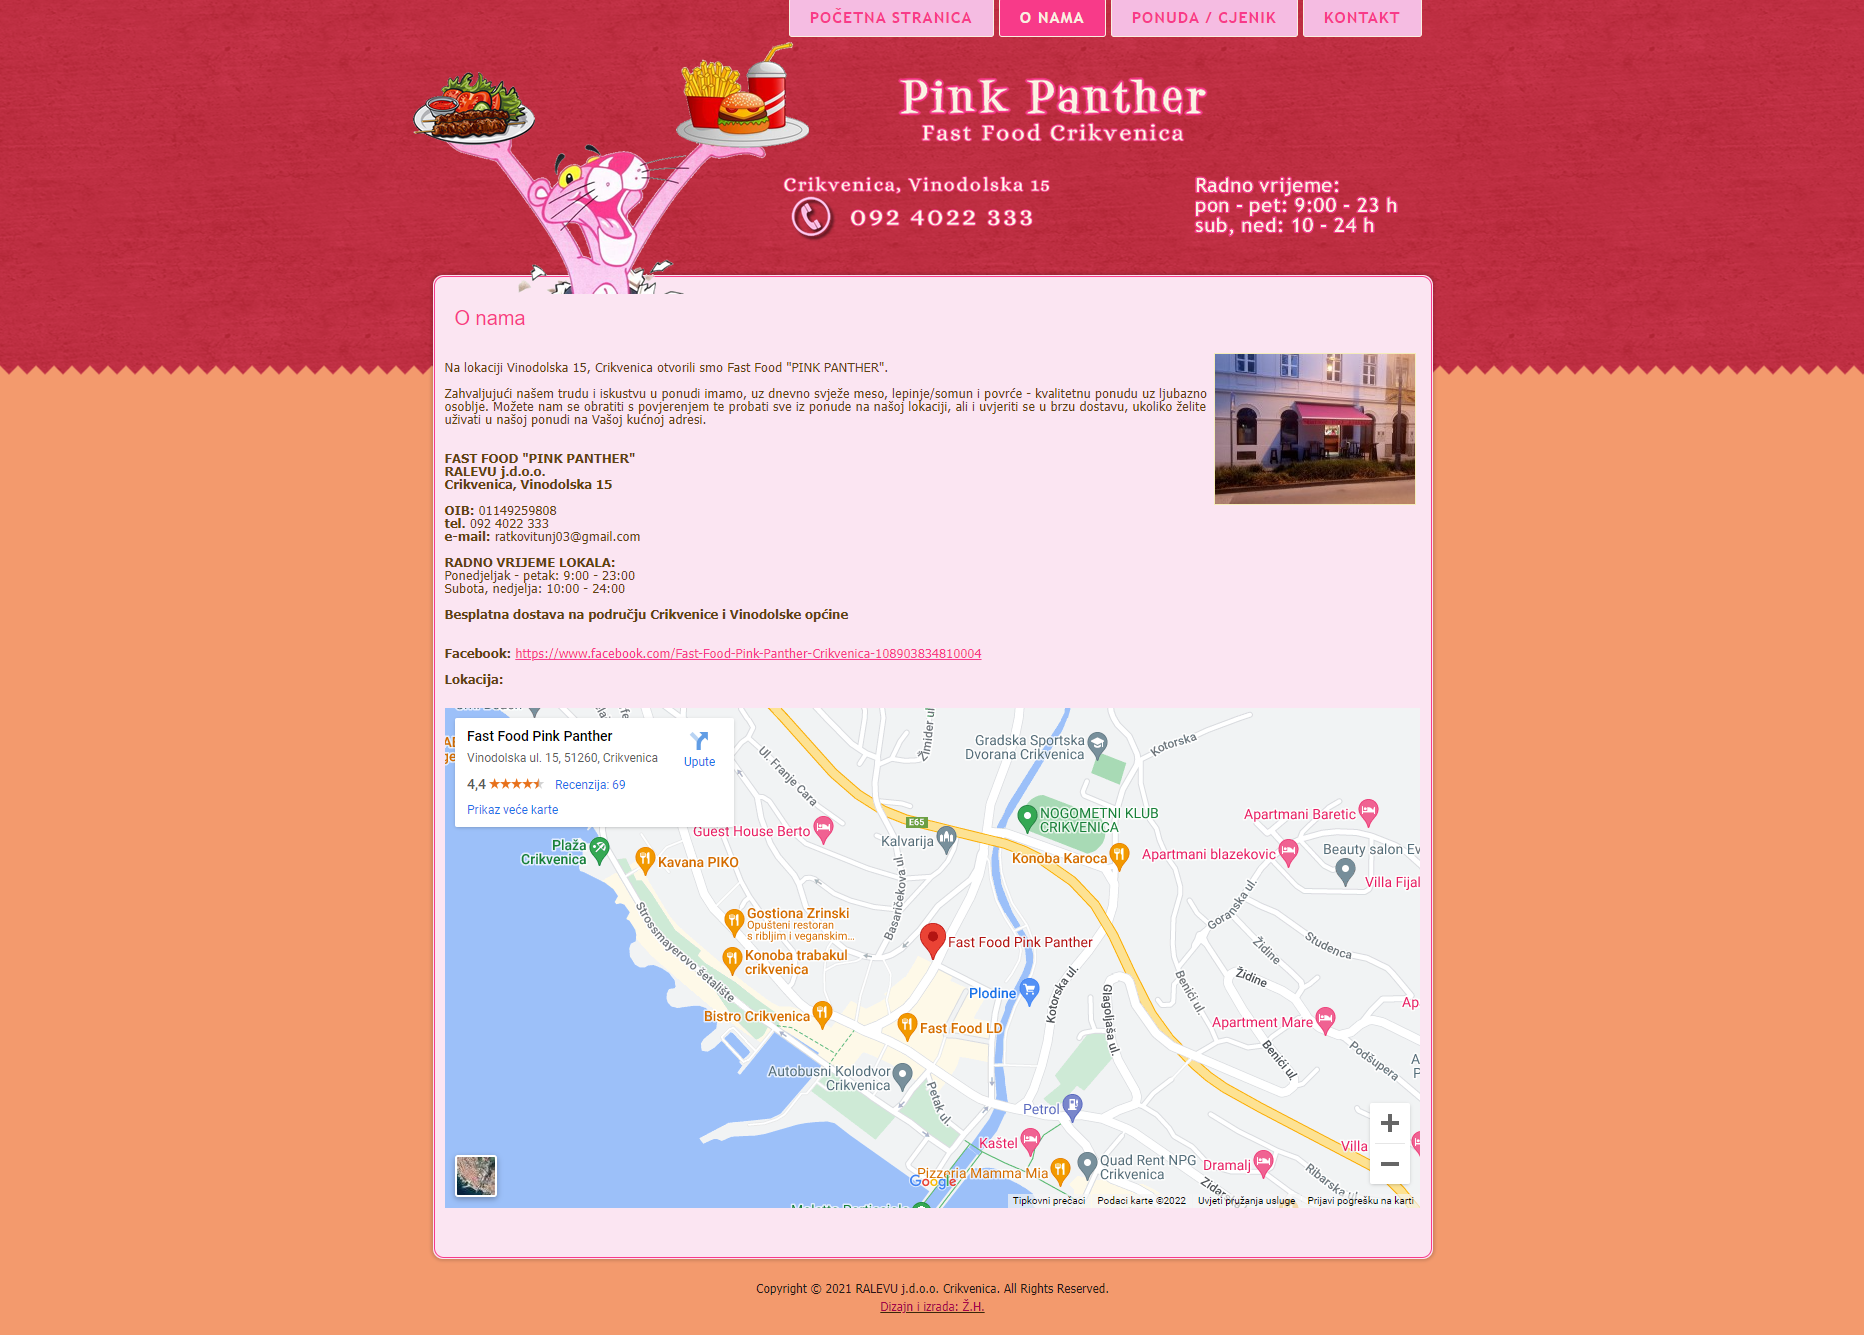 POČETNA STRANICA
O NAMA
PONUDA / CJENIK
KONTAKT
Pink Panther
Fast Food Crikvenica
Crikvenica, Vinodolska 15
092 4022 333
Radno vrijeme:
pon - pet: 9:00 - 23 h
sub, ned: 10 - 24 h
O nama
Na lokaciji Vinodolska 15, Crikvenica otvorili smo Fast Food "PINK PANTHER".
Zahvaljujući našem trudu i iskustvu u ponudi imamo, uz dnevno svježe meso, lepinje/somun i povrće - kvalitetnu ponudu uz ljubazno
osoblje. Možete nam se obratiti s povjerenjem te probati sve iz ponude na našoj lokaciji, ali i uvjeriti se u brzu dostavu, ukoliko želite
uživati u našoj ponudi na Vašoj kućnoj adresi.
FAST FOOD "PINK PANTHER"
RALEVU j.d.o.o.
Crikvenica, Vinodolska 15
OIB: 01149259808
tel. 092 4022 333
e-mail: ratkovitunj03@gmail.com
RADNO VRIJEME LOKALA:
Ponedjeljak - petak: 9:00 - 23:00
Subota, nedjelja: 10:00 - 24:00
Besplatna dostava na području Crikvenice i Vinodolske općine
Facebook: https://www.facebook.com/Fast-Food-Pink-Panther-Crikvenica-108903834810004
Lokacija:
Fast Food Pink Panther
Vinodolska ul. 15, 51260, Crikvenica
4,4
Recenzija: 69
Prikaz veće karte
Upute
Žimider ul
Gradska Sportska
Dvorana Crikvenica
Kotorska
Ul. Franje Cara
NOGOMETNI KLUB
CRIKVENICA
Apartmani Baretic
E65
Guest House Berto
Kalvarija
Plaža
Crikvenica
Kavana PIKO
Konoba Karoca
Apartmani blazekovic
Beauty salon Ev
Villa Fijal
Basaričekova ul.
Goranska ul.
Strossmayerovo šetalište
Gostiona Zrinski
Opušteni restoran
s ribljim i veganskim...
Fast Food Pink Panther
Studenca
Židine
Židine
Konoba trabakul
crikvenica
Plodine
Kotorska ul.
Glagoljaša ul.
Benići ul.
Ap
Bistro Crikvenica
Fast Food LD
Apartment Mare
Benići ul.
Podšupera
A
P
Autobusni Kolodvor
Crikvenica
Petak ul.
Petrol
Kaštel
Villa
Pizzeria Mamma Mia
Quad Rent NPG
Crikvenica
Dramalj
Ribarska ul.
Google
Tipkovni prečaci
Podaci karte ©2022
Uvjeti pružanja usluge
Prijavi pogrešku na karti
Copyright © 2021 RALEVU j.d.o.o. Crikvenica. All Rights Reserved.
Dizajn i izrada: Ž.H.